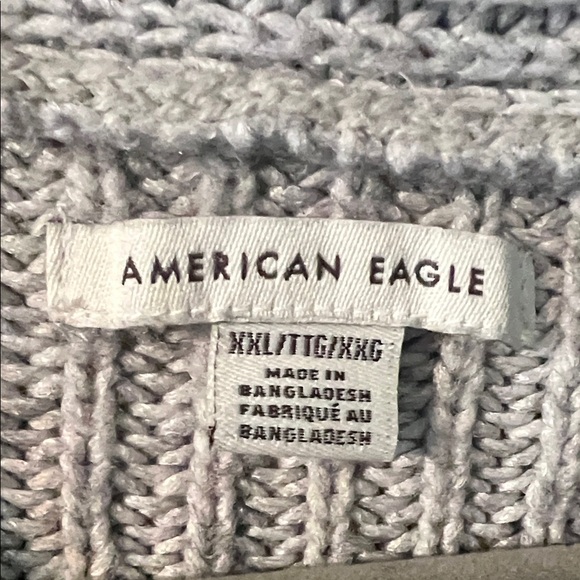 AMERICAN EAGLE
XXL/TTG/XXG
MADE IN
BANGLADESH
FABRIQUÉ AU
BANGLADESH